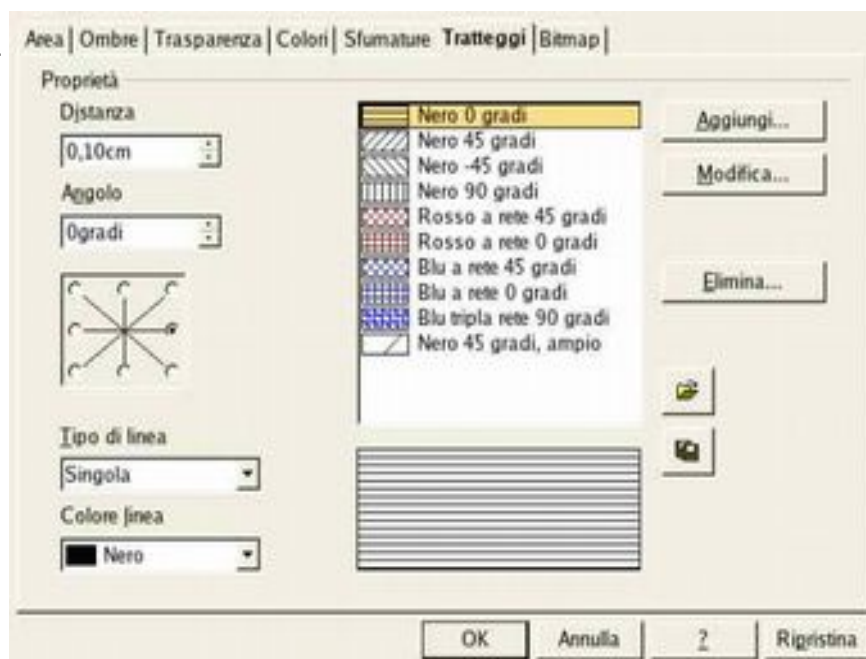 Area Ombre Trasparenza Colori Sfumature Tratteggi Bitmap
Proprietà
Distanza
0,10cm
Angolo
0gradi
Tipo di linea
Singola
Colore linea
Nero
Nero 0 gradi
Nero 45 gradi
Nero -45 gradi
Nero 90 gradi
Rosso a rete 45 gradi
Rosso a rete 0 gradi
Blu a rete 45 gradi
Blu a rete 0 gradi
Blu tripla rete 90 gradi
Nero 45 gradi, ampio
Aggiungi...
Modifica...
Elimina...
OK Annulla ? Ripristina